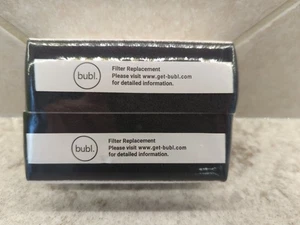 bubl.
Filter Replacement
Please visit www.get-bubl.com
for detailed information.
bubl.
Filter Replacement
Please visit www.get-bubl.com
for detailed information.